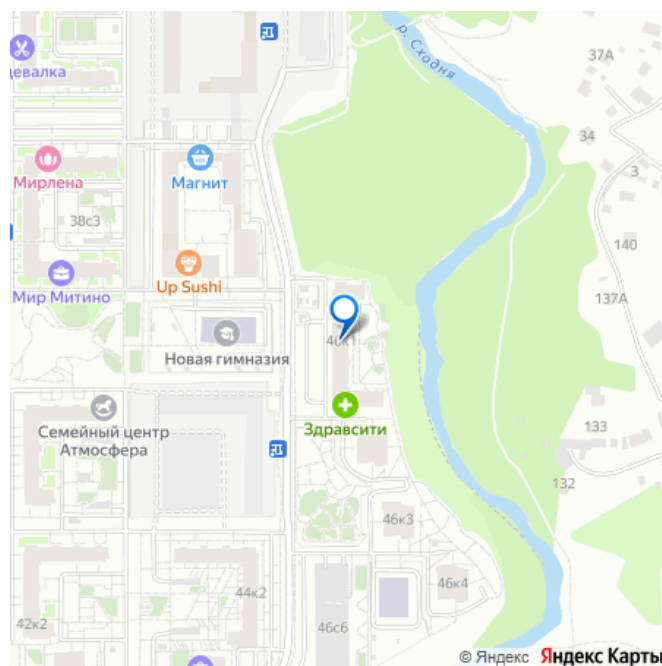 р. Сходня
37А
девалка
34
Мирлена
Магнит
3
38с3
140
Up Sushi
Мир Митино
137А
Новая гимназия
Здравсити
Семейный центр
Атмосфера
133
132
46к3
44к2
46к4
42к2
46с6
© Яндекс Яндекс Карты